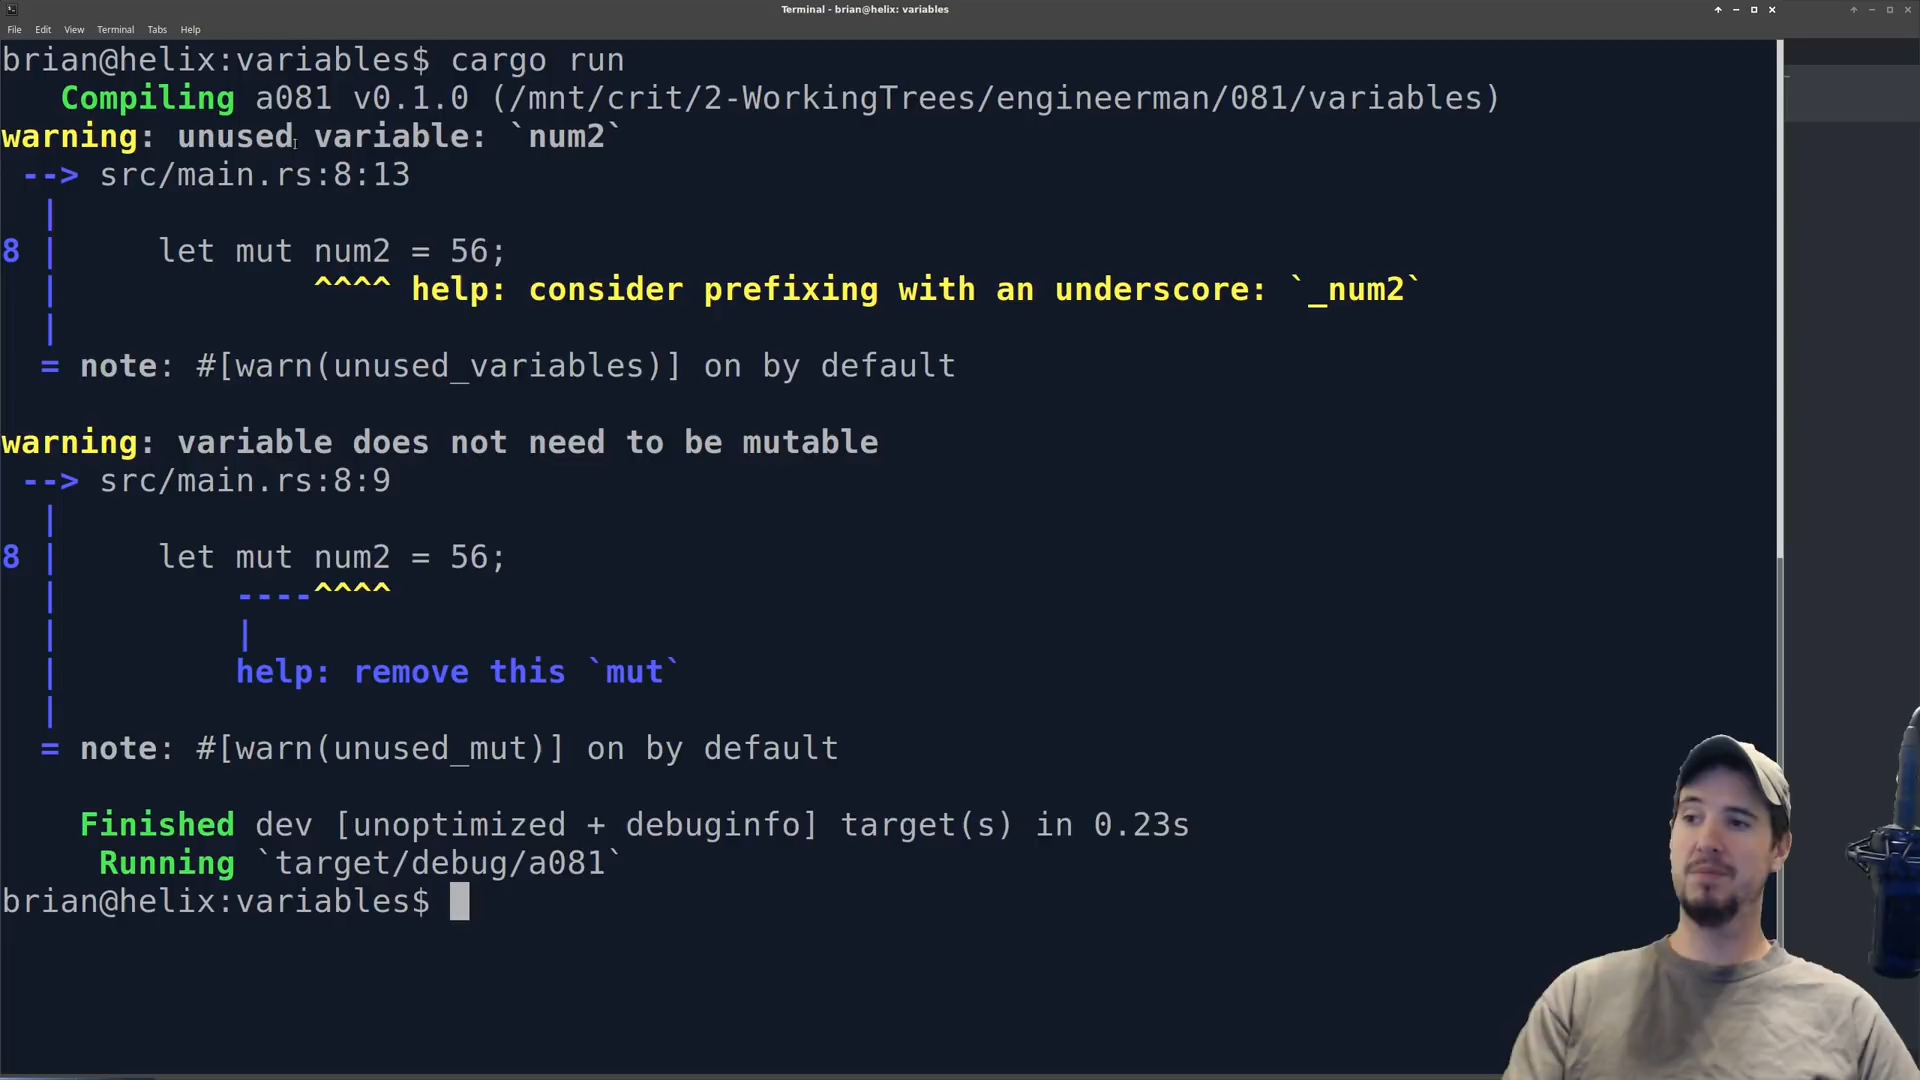 Terminal - brian@helix: variables
File Edit View Terminal Tabs Help
brian@helix:variables$ cargo run
Compiling a081 v0.1.0 (/mnt/crit/2-WorkingTrees/engineerman/081/variables)
warning: unused variable: `num2`
--> src/main.rs:8:13
|
8 | let mut num2 = 56;
| ^^^^ help: consider prefixing with an underscore: `_num2`
|
= note: #[warn(unused_variables)] on by default
warning: variable does not need to be mutable
--> src/main.rs:8:9
|
8 | let mut num2 = 56;
| ----^^^^
| |
| help: remove this `mut`
|
= note: #[warn(unused_mut)] on by default
Finished dev [unoptimized + debuginfo] target(s) in 0.23s
Running `target/debug/a081`
brian@helix:variables$